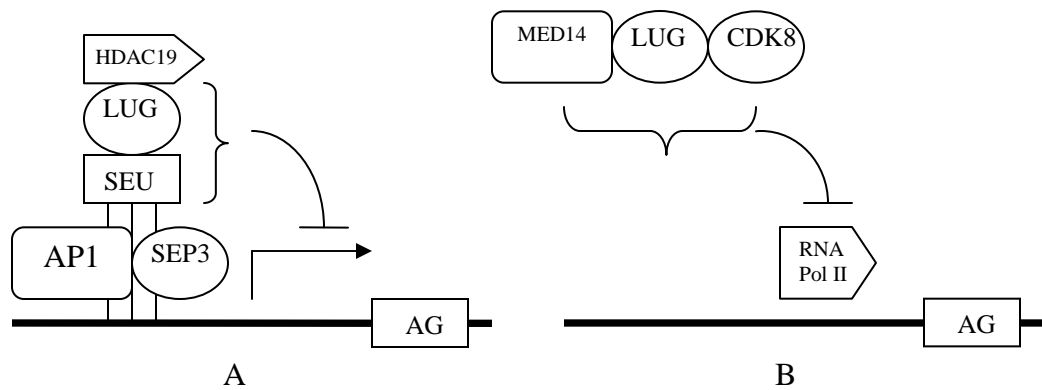 HDAC19
LUG
SEU
AP1
SEP3
AG
A
MED14
LUG
CDK8
RNA
Pol II
AG
B